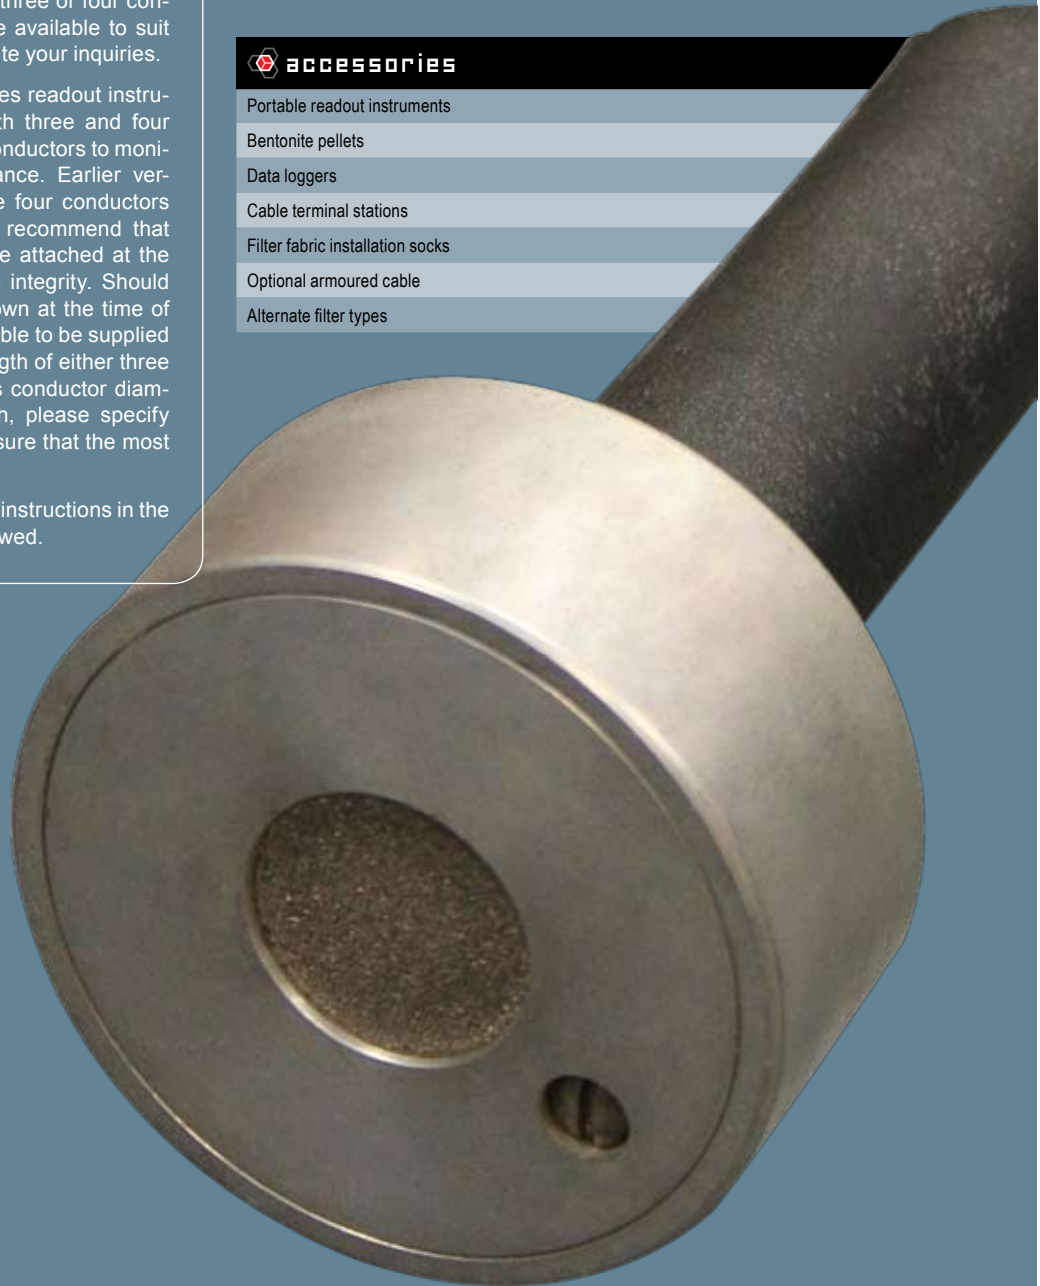 three or four con-
e available to suit
te your inquiries.
es readout instru-
th three and four
onductors to moni-
ance. Earlier ver-
e four conductors
recommend that
e attached at the
integrity. Should
own at the time of
ble to be supplied
gth of either three
s conductor diam-
h, please specify
sure that the most
instructions in the
wed.
accessories
Portable readout instruments
Bentonite pellets
Data loggers
Cable terminal stations
Filter fabric installation socks
Optional armoured cable
Alternate filter types